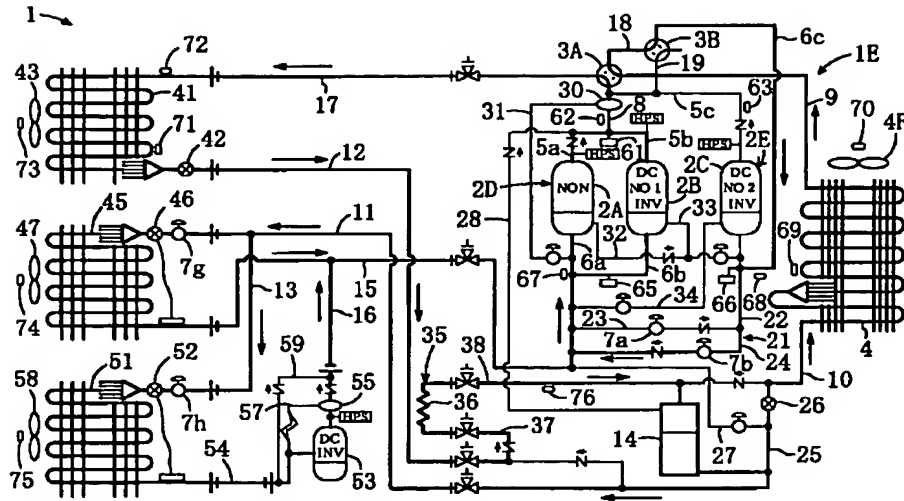 1
72
18
3A
3B
6c
1E
43
41
17
30
31
8
62
HPS
19
5c
63
9
70
4F
71
42
73
12
5a
HPS
61
5b
HPS
2E
2C
2D
NON
DC
NO 1
INV
DC
NO 2
INV
2B
2A
45
46
11
47
7g
28
32
33
69
67
6a
6b
65
66
68
74
13
15
34
23
7a
22
21
16
24
7b
4
51
52
59
35
38
10
58
7h
57
55
HPS
36
76
26
37
14
75
54
DC
INV
53
27
25